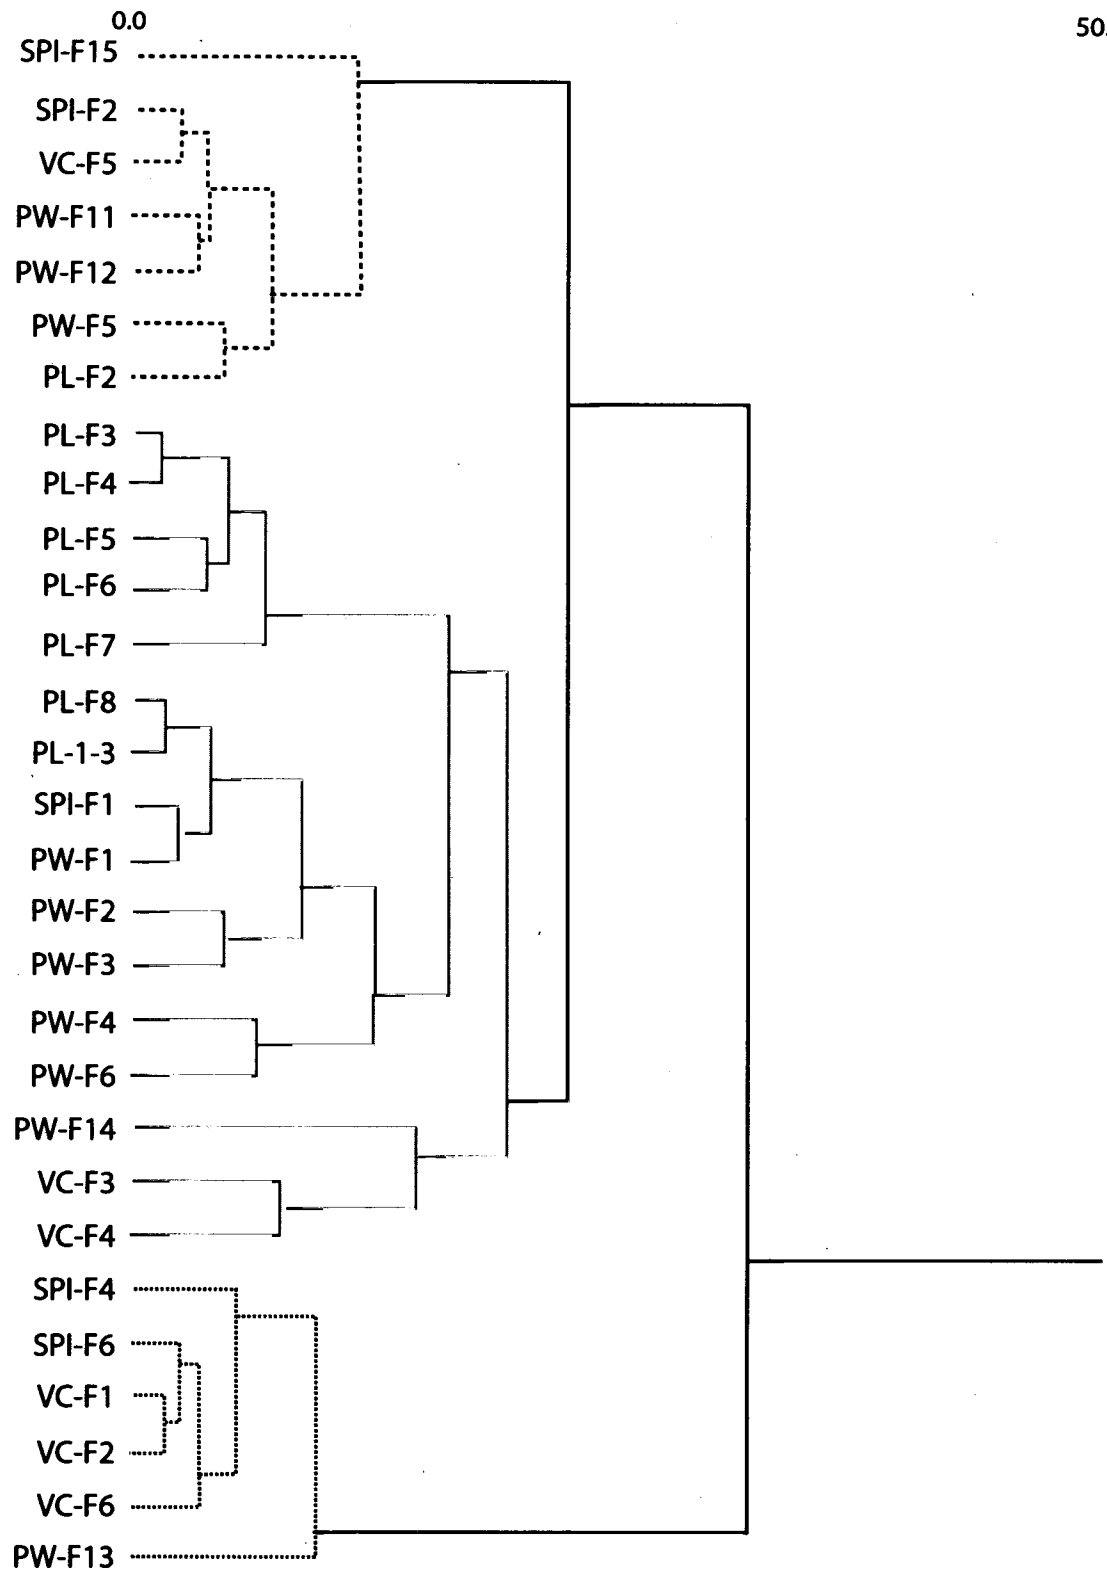 0.0
50.
SPI-F15
SPI-F2
VC-F5
PW-F11
PW-F12
PW-F5
PL-F2
PL-F3
PL-F4
PL-F5
PL-F6
PL-F7
PL-F8
PL-1-3
SPI-F1
PW-F1
PW-F2
PW-F3
PW-F4
PW-F6
PW-F14
VC-F3
VC-F4
SPI-F4
SPI-F6
VC-F1
VC-F2
VC-F6
PW-F13